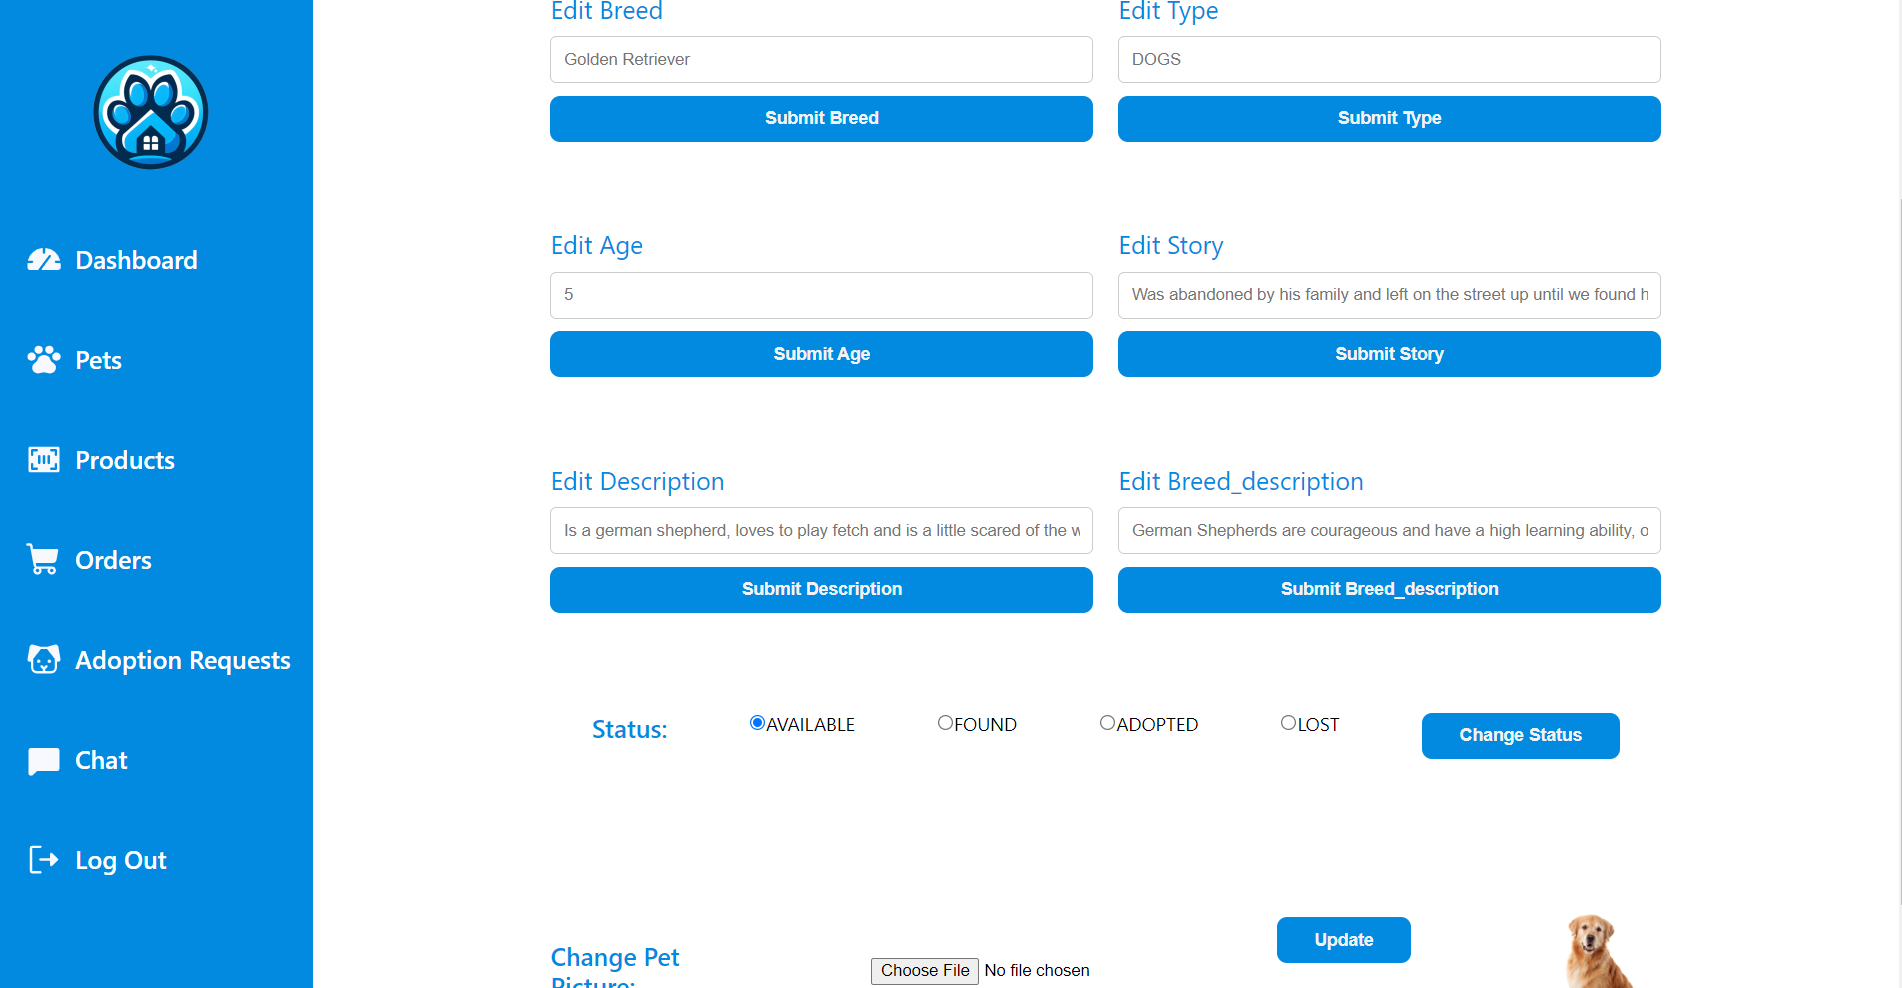 Dashboard
Pets
Products
Orders
Adoption Requests
Chat
Log Out
Edit Breed
Edit Type
Golden Retriever
DOGS
Submit Breed
Submit Type
Edit Age
Edit Story
5
Was abandoned by his family and left on the street up until we found h
Submit Age
Submit Story
Edit Description
Edit Breed_description
Is a german shepherd, loves to play fetch and is a little scared of the w
German Shepherds are courageous and have a high learning ability, o
Submit Description
Submit Breed_description
Status:
AVAILABLE
FOUND
ADOPTED
LOST
Change Status
Change Pet
Picture:
Choose File No file chosen
Update